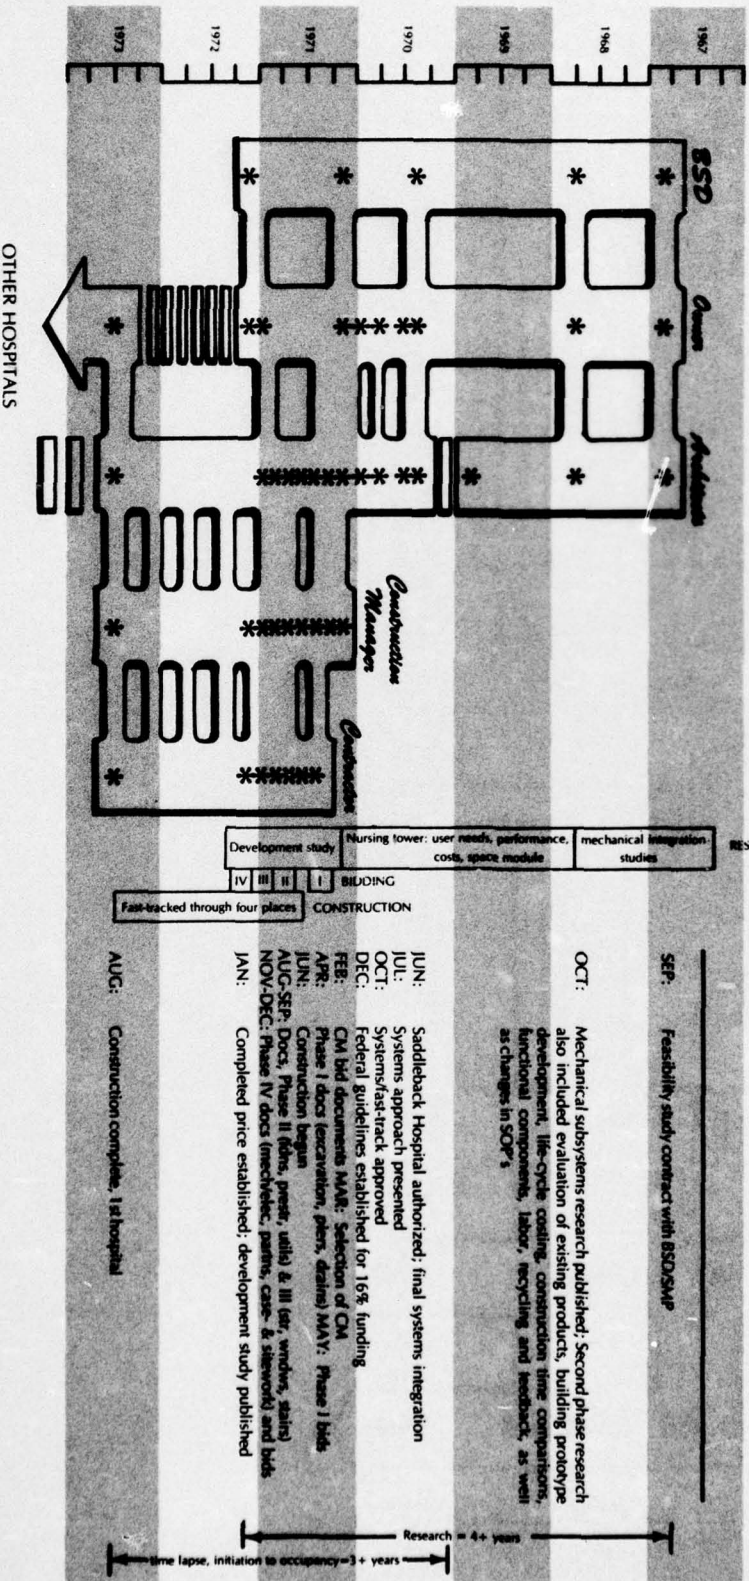 1967
1968
1969
1970
1971
1972
1973
BSD
Owner
Architects
Construction
Manager
Contractor
OTHER HOSPITALS
RES
mechanical integration
studies
Nursing tower: user needs, performance,
costs, space module
Development study
IV III II I BIDDING
Fast-tracked through four places CONSTRUCTION
SEP: Feasibility study contract with BSD/SMP
OCT: Mechanical subsystems research published; Second phase research
also included evaluation of existing products, building prototype
development, life-cycle costing, construction time comparisons,
functional components, labor, recycling and feedback, as well
as changes in SOP's
JUN: Saddleback Hospital authorized; final systems integration
JUL: Systems approach presented
OCT: Systems/fast-track approved
DEC: Federal guidelines established for 16% funding
FEB: CM bid documents MAR: Selection of CM
APR: Phase I docs (excavation, piers, drains) MAY: Phase I bids
JUN: Construction begun
AUG-SEP: Docs, Phase II (fdns, prestr, utils) & III (str, wndws, stairs)
NOV-DEC: Phase IV docs (mech/elec, partns, case- & sitework) and bids
JAN: Completed price established; development study published
AUG: Construction complete, 1st hospital
Research = 4+ years
time lapse, initiation to occupancy=3+ years